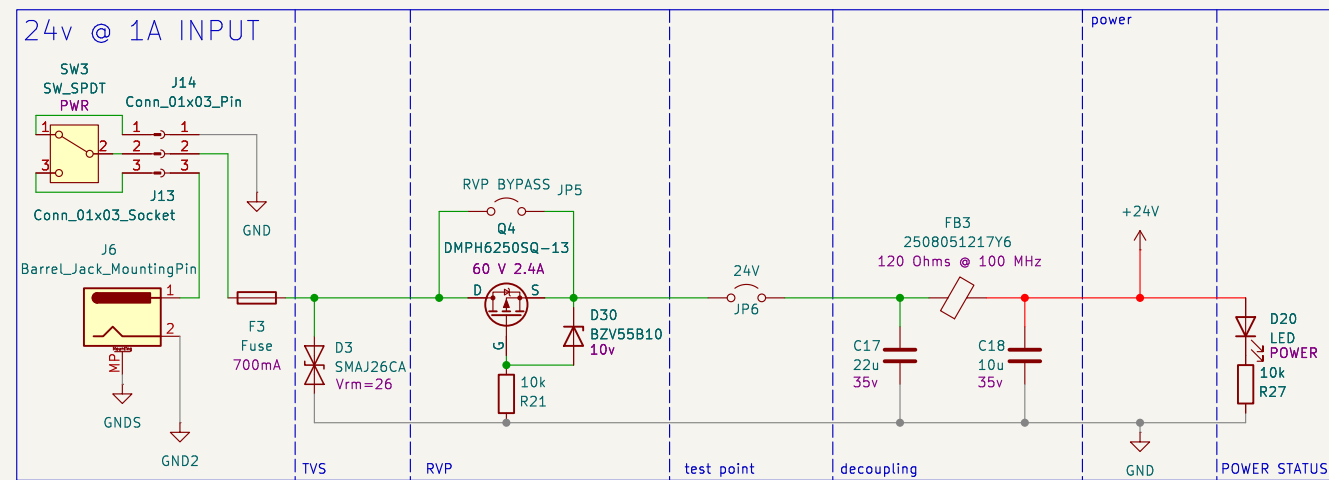 24v @ 1A INPUT
SW3
SW_SPDT
PWR
J14
Conn_01x03_Pin
1
2
3
1
2
3
1
2
3
J13
Conn_01x03_Socket
GND
J6
Barrel_Jack_MountingPin
1
2
Mounting
MP
GNDS
GND2
F3
Fuse
700mA
D3
SMAJ26CA
Vrm=26
TVS
RVP BYPASS
JP5
Q4
DMPH6250SQ-13
60 V 2.4A
D
S
G
D30
BZV55B10
10v
10k
R21
RVP
24V
JP6
test point
FB3
2508051217Y6
120 Ohms @ 100 MHz
C17
22u
35v
C18
10u
35v
decoupling
power
+24V
GND
D20
LED
POWER
10k
R27
POWER STATUS